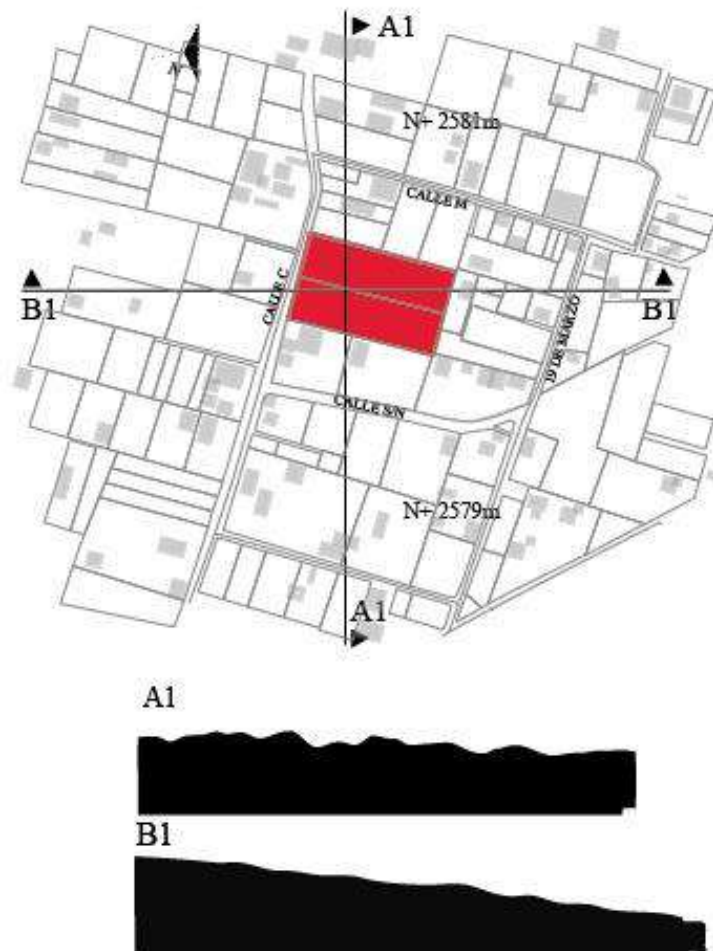 A1
N
N+ 2581m
CALLE M
B1
CALLE C
B1
19 DE MARZO
CALLE S/N
N+ 2579m
A1
A1
B1